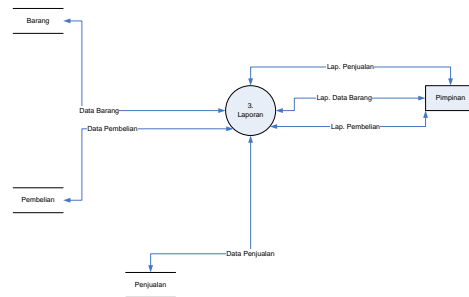 Barang
Lap. Penjualan
3.
Laporan
Lap. Data Barang
Pimpinan
Data Barang
Data Pembelian
Lap. Pembelian
Pembelian
Data Penjualan
Penjualan